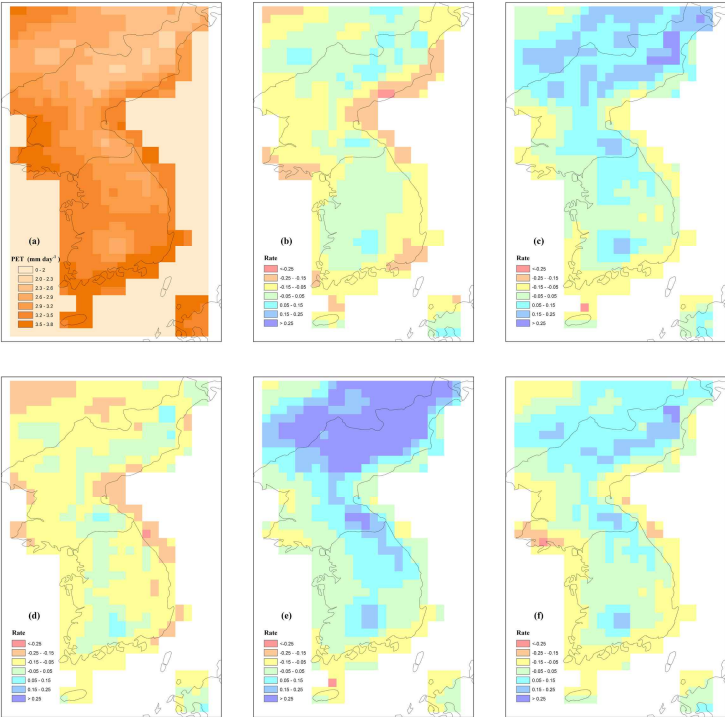 (a)
PET (mm day⁻¹)
0 - 2
2.0 - 2.3
2.3 - 2.6
2.6 - 2.9
2.9 - 3.2
3.2 - 3.5
3.5 - 3.8
(b)
Rate
<-0.25
-0.25 - -0.15
-0.15 - -0.05
-0.05 - 0.05
0.05 - 0.15
0.15 - 0.25
> 0.25
(c)
Rate
<-0.25
-0.25 - -0.15
-0.15 - -0.05
-0.05 - 0.05
0.05 - 0.15
0.15 - 0.25
> 0.25
(d)
Rate
<-0.25
-0.25 - -0.15
-0.15 - -0.05
-0.05 - 0.05
0.05 - 0.15
0.15 - 0.25
> 0.25
(e)
Rate
<-0.25
-0.25 - -0.15
-0.15 - -0.05
-0.05 - 0.05
0.05 - 0.15
0.15 - 0.25
> 0.25
(f)
Rate
<-0.25
-0.25 - -0.15
-0.15 - -0.05
-0.05 - 0.05
0.05 - 0.15
0.15 - 0.25
> 0.25